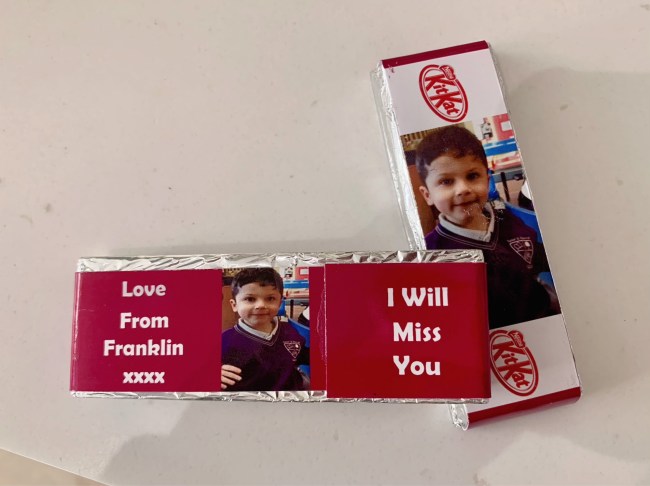 KitKat
Love
From
Franklin
xxxx
I Will
Miss
You
KitKat